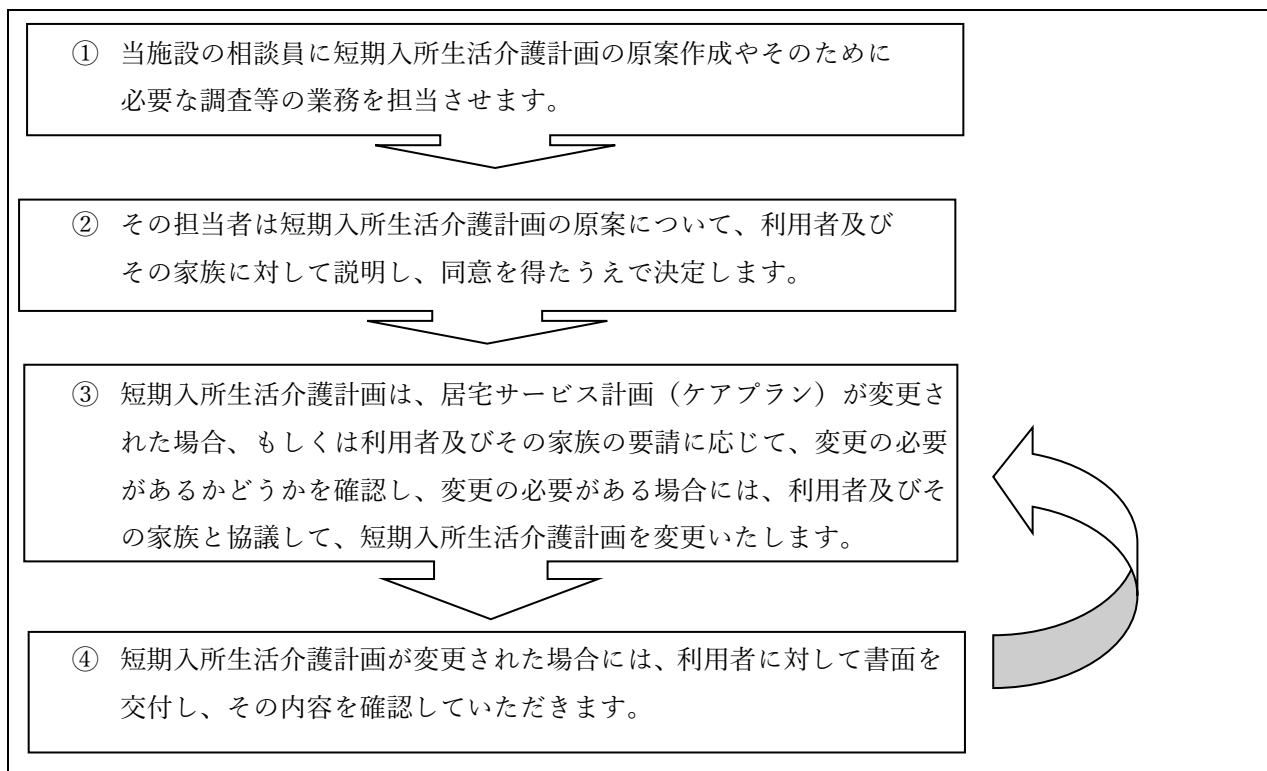 ① 当施設の相談員に短期入所生活介護計画の原案作成やそのために
必要な調査等の業務を担当させます。
② その担当者は短期入所生活介護計画の原案について、利用者及び
その家族に対して説明し、同意を得たうえで決定します。
③ 短期入所生活介護計画は、居宅サービス計画（ケアプラン）が変更さ
れた場合、もしくは利用者及びその家族の要請に応じて、変更の必要
があるかどうかを確認し、変更の必要がある場合には、利用者及びそ
の家族と協議して、短期入所生活介護計画を変更いたします。
④ 短期入所生活介護計画が変更された場合には、利用者に対して書面を
交付し、その内容を確認していただきます。